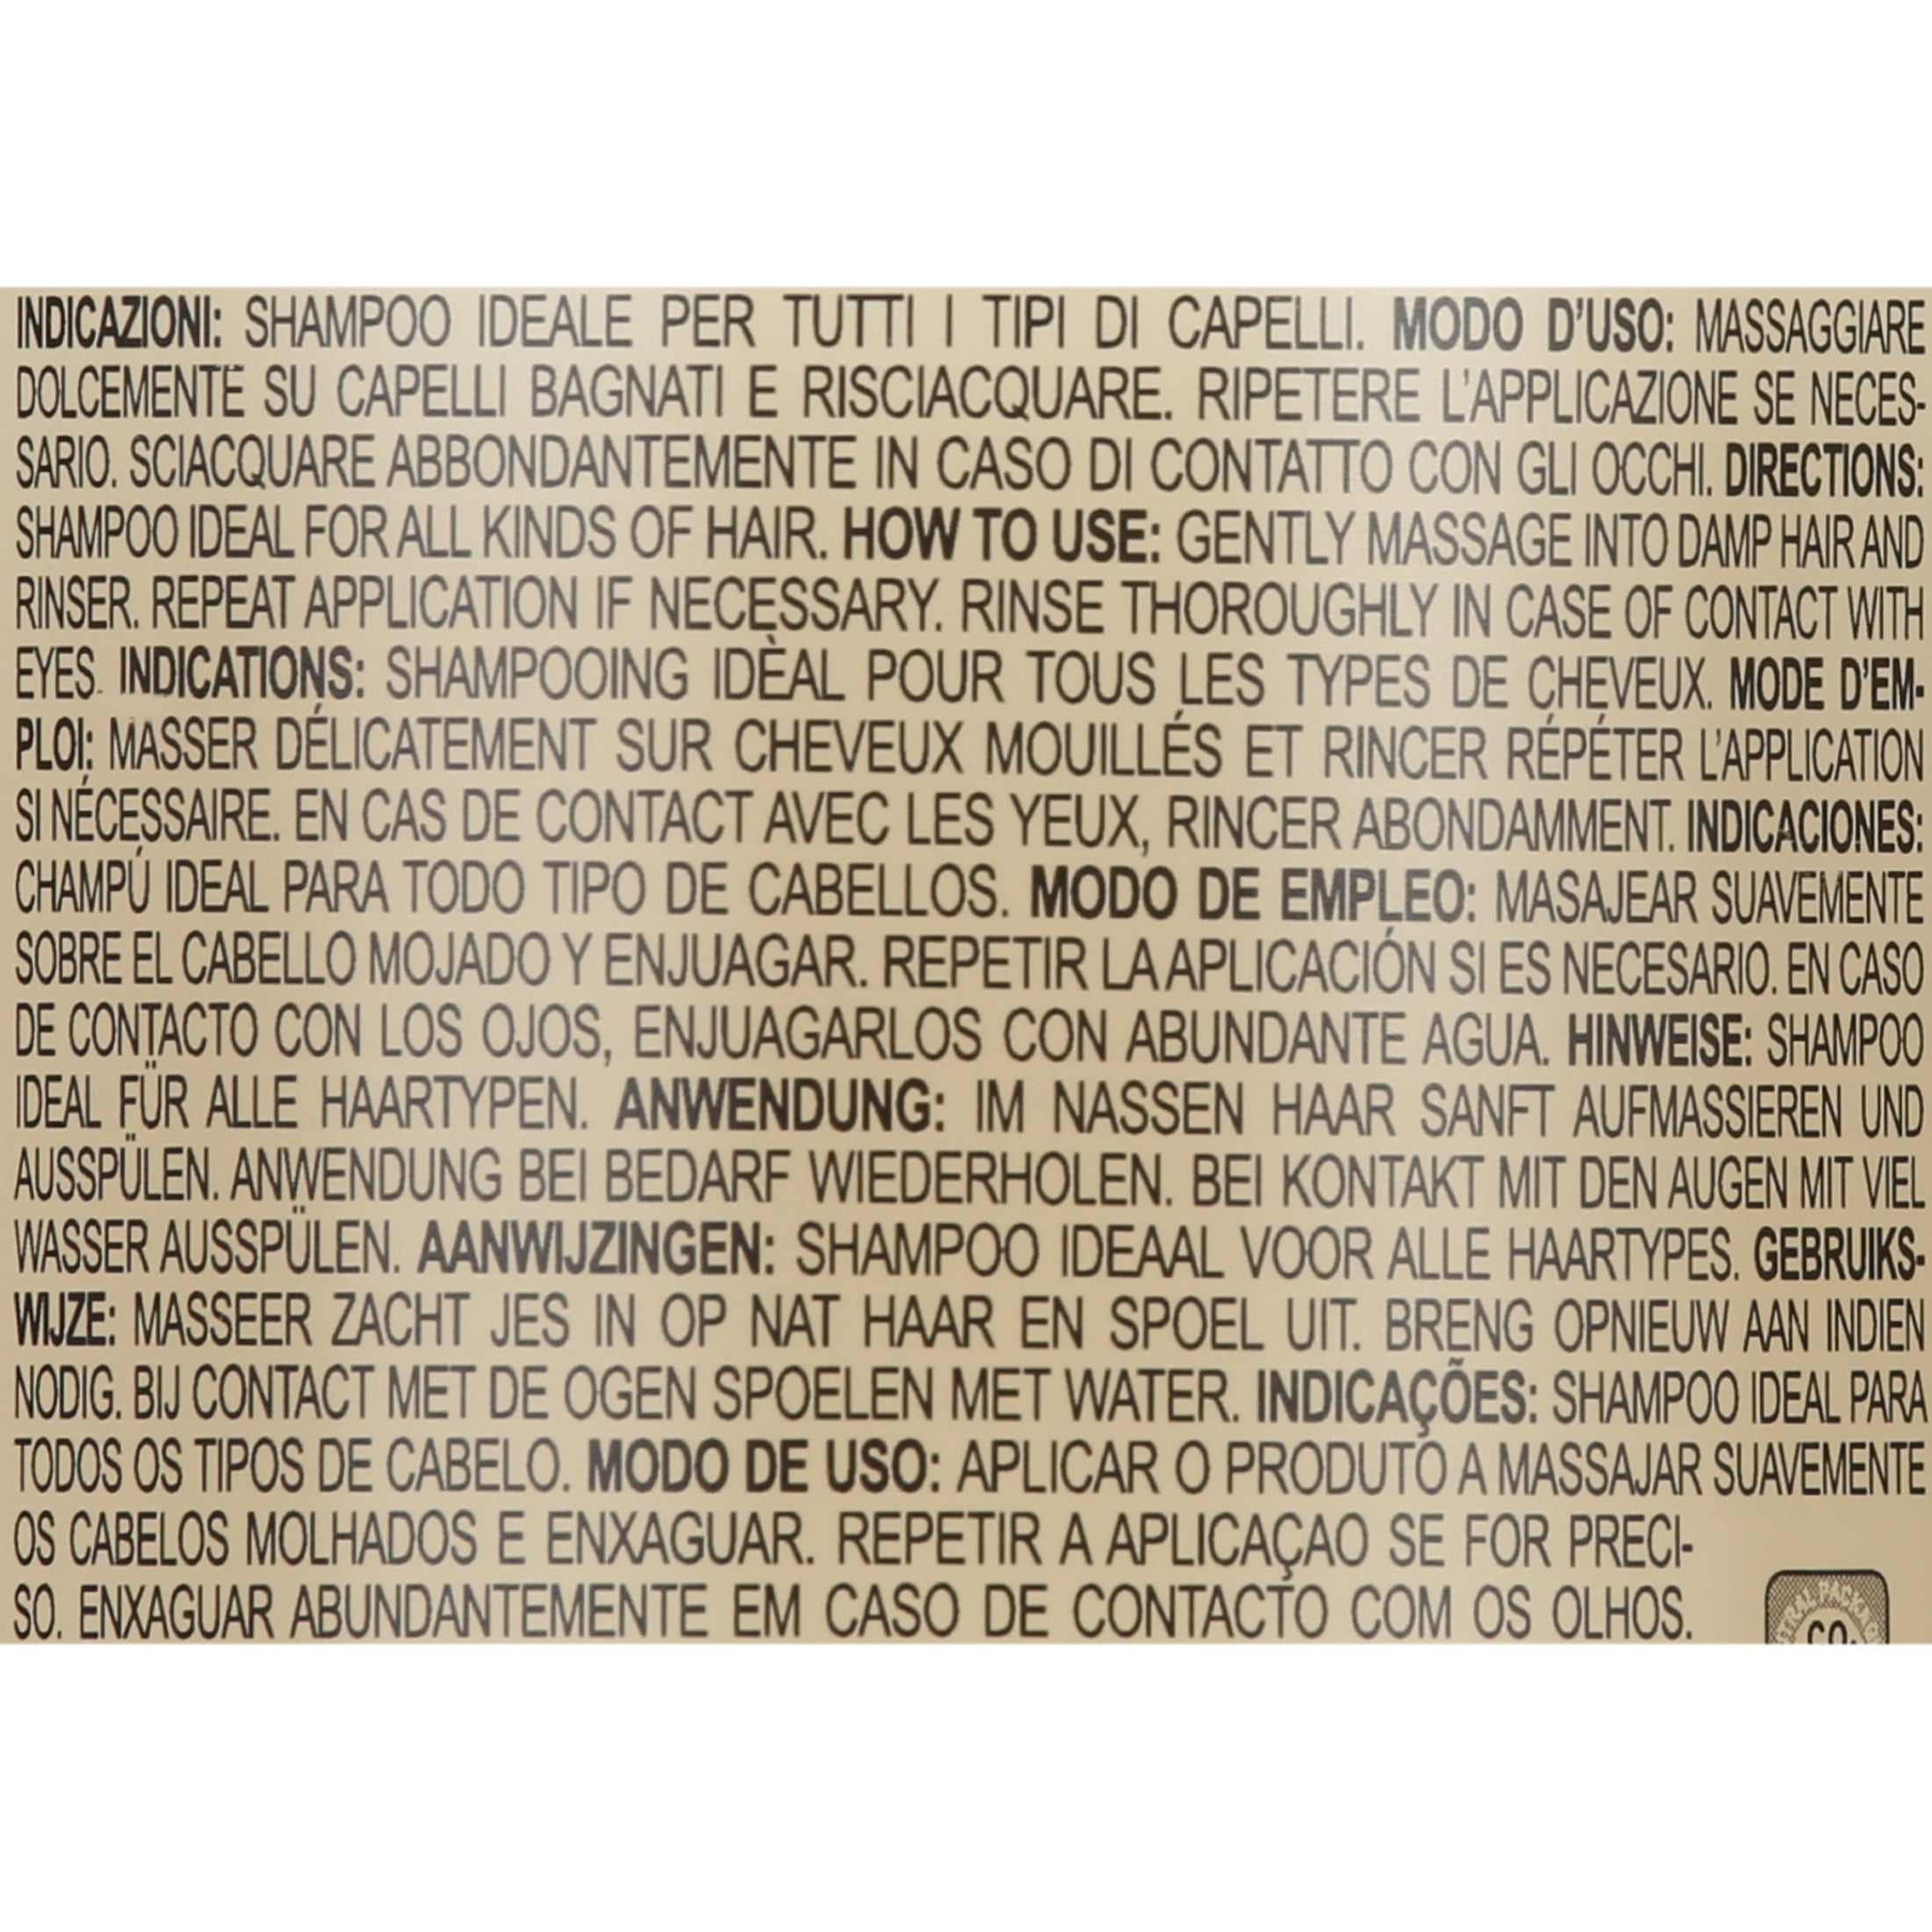 INDICAZIONI: SHAMPOO IDEALE PER TUTTI I TIPI DI CAPELLI. MODO D'USO: MASSAGGIARE
DOLCEMENTE SU CAPELLI BAGNATI E RISCIACQUARE. RIPETERE L'APPLICAZIONE SE NECES-
SARIO. SCIACQUARE ABBONDANTEMENTE IN CASO DI CONTATTO CON GLI OCCHI. DIRECTIONS:
SHAMPOO IDEAL FOR ALL KINDS OF HAIR. HOW TO USE: GENTLY MASSAGE INTO DAMP HAIR AND
RINSER. REPEAT APPLICATION IF NECESSARY. RINSE THOROUGHLY IN CASE OF CONTACT WITH
EYES. INDICATIONS: SHAMPOOING IDÈAL POUR TOUS LES TYPES DE CHEVEUX. MODE D'EM-
PLOI: MASSER DÉLICATEMENT SUR CHEVEUX MOUILLÉS ET RINCER RÉPÉTER L'APPLICATION
SI NÉCESSAIRE. EN CAS DE CONTACT AVEC LES YEUX, RINCER ABONDAMMENT. INDICACIONES:
CHAMPÚ IDEAL PARA TODO TIPO DE CABELLOS. MODO DE EMPLEO: MASAJEAR SUAVEMENTE
SOBRE EL CABELLO MOJADO Y ENJUAGAR. REPETIR LA APLICACIÓN SI ES NECESARIO. EN CASO
DE CONTACTO CON LOS OJOS, ENJUAGARLOS CON ABUNDANTE AGUA. HINWEISE: SHAMPOO
IDEAL FÜR ALLE HAARTYPEN. ANWENDUNG: IM NASSEN HAAR SANFT AUFMASSIEREN UND
AUSSPÜLEN. ANWENDUNG BEI BEDARF WIEDERHOLEN. BEI KONTAKT MIT DEN AUGEN MIT VIEL
WASSER AUSSPÜLEN. AANWIJZINGEN: SHAMPOO IDEAAL VOOR ALLE HAARTYPES. GEBRUIKS-
WIJZE: MASSEER ZACHT JES IN OP NAT HAAR EN SPOEL UIT. BRENG OPNIEUW AAN INDIEN
NODIG. BIJ CONTACT MET DE OGEN SPOELEN MET WATER. INDICAÇÕES: SHAMPOO IDEAL PARA
TODOS OS TIPOS DE CABELO. MODO DE USO: APLICAR O PRODUTO A MASSAJAR SUAVEMENTE
OS CABELOS MOLHADOS E ENXAGUAR. REPETIR A APLICAÇAO SE FOR PRECI-
SO. ENXAGUAR ABUNDANTEMENTE EM CASO DE CONTACTO COM OS OLHOS.
CO.